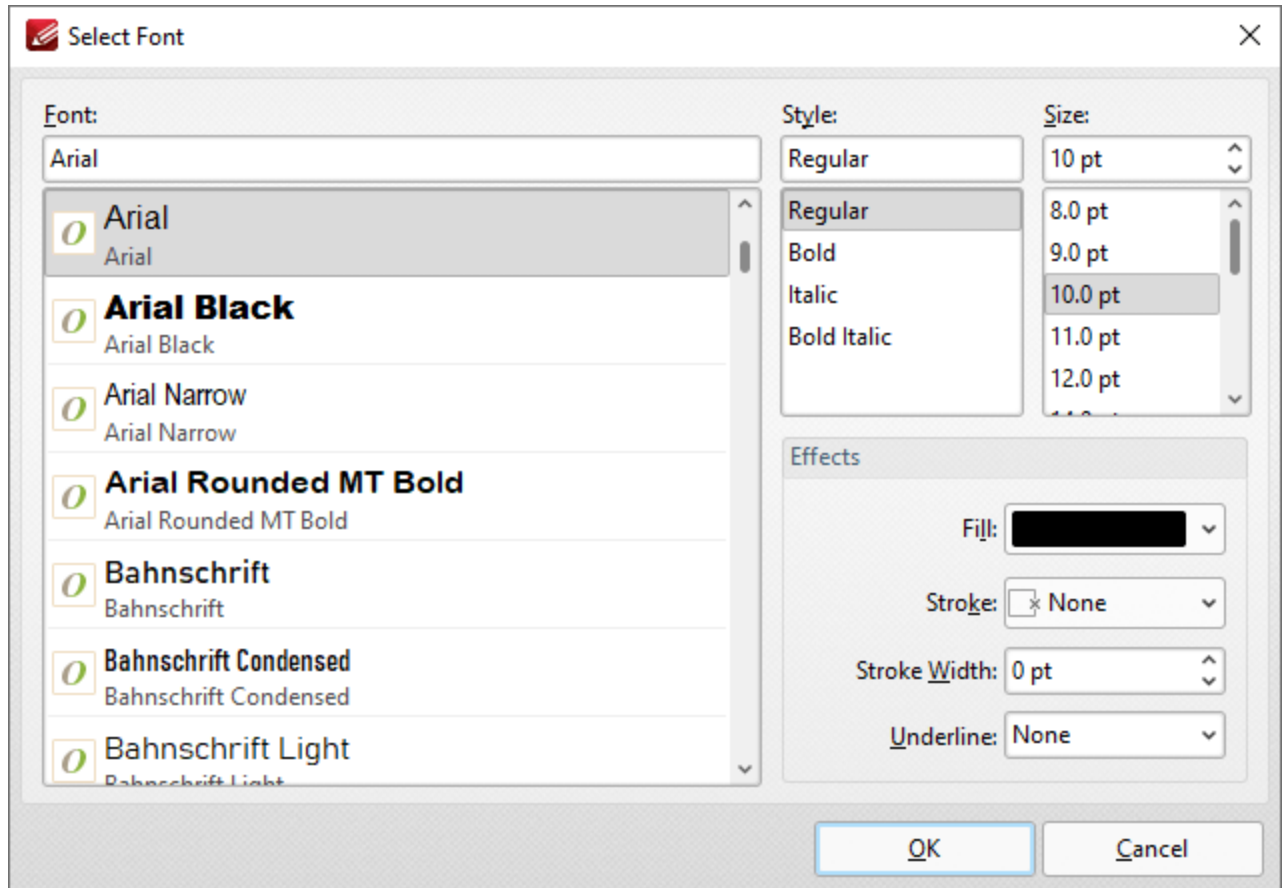 Select Font
Font:
Arial
Arial
Arial
Arial Black
Arial Black
Arial Narrow
Arial Narrow
Arial Rounded MT Bold
Arial Rounded MT Bold
Bahnschrift
Bahnschrift
Bahnschrift Condensed
Bahnschrift Condensed
Bahnschrift Light
Bahnschrift Light
Style:
Regular
Regular
Bold
Italic
Bold Italic
Size:
10 pt
8.0 pt
9.0 pt
10.0 pt
11.0 pt
12.0 pt
Effects
Fill:
Stroke: None
Stroke Width: 0 pt
Underline: None
OK
Cancel